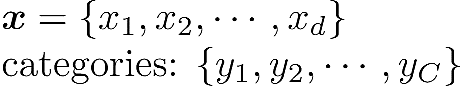 x = {x₁, x₂, ⋯ , x_d}
categories: {y₁, y₂, ⋯ , y_C}